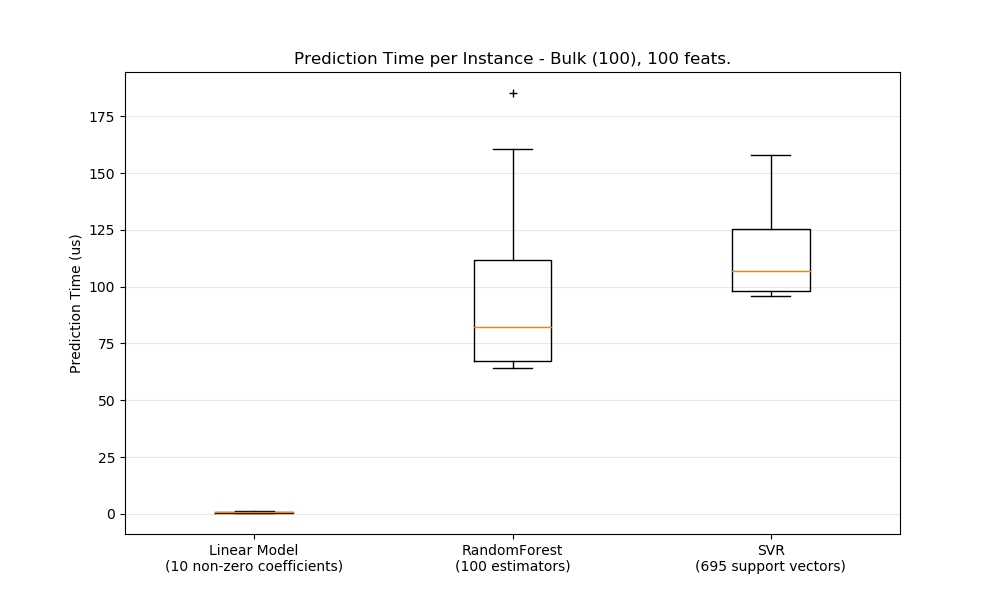 Prediction Time per Instance - Bulk (100), 100 feats.
175
150
125
100
75
50
25
0
Prediction Time (us)
Linear Model
(10 non-zero coefficients)
RandomForest
(100 estimators)
SVR
(695 support vectors)